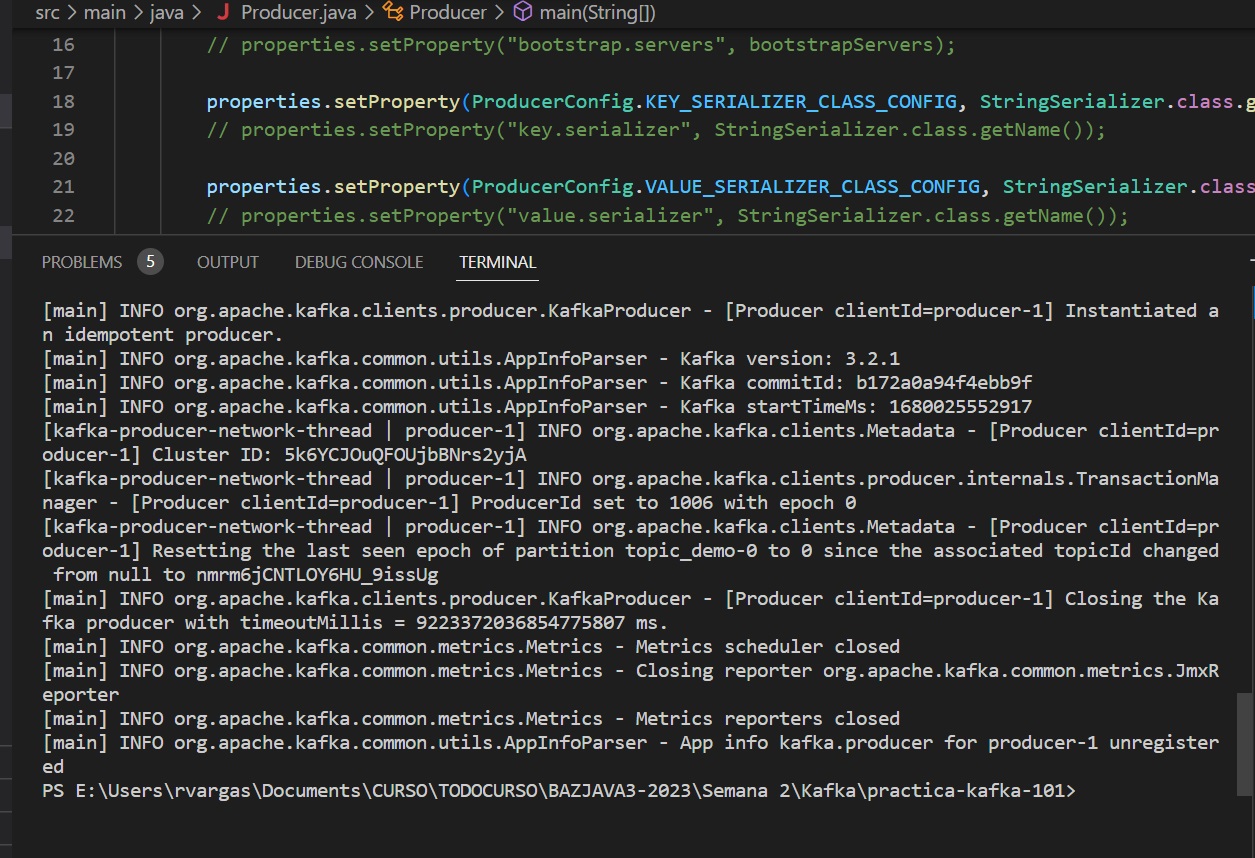 src > main > java > J Producer.java > Producer > main(String[])
16 // properties.setProperty("bootstrap.servers", bootstrapServers);
17
18 properties.setProperty(ProducerConfig.KEY_SERIALIZER_CLASS_CONFIG, StringSerializer.class.g
19 // properties.setProperty("key.serializer", StringSerializer.class.getName());
20
21 properties.setProperty(ProducerConfig.VALUE_SERIALIZER_CLASS_CONFIG, StringSerializer.class
22 // properties.setProperty("value.serializer", StringSerializer.class.getName());
PROBLEMS 5 OUTPUT DEBUG CONSOLE TERMINAL
[main] INFO org.apache.kafka.clients.producer.KafkaProducer - [Producer clientId=producer-1] Instantiated a
n idempotent producer.
[main] INFO org.apache.kafka.common.utils.AppInfoParser - Kafka version: 3.2.1
[main] INFO org.apache.kafka.common.utils.AppInfoParser - Kafka commitId: b172a0a94f4ebb9f
[main] INFO org.apache.kafka.common.utils.AppInfoParser - Kafka startTimeMs: 1680025552917
[kafka-producer-network-thread | producer-1] INFO org.apache.kafka.clients.Metadata - [Producer clientId=pr
oducer-1] Cluster ID: 5k6YCJOuQFOUjbBNrs2yjA
[kafka-producer-network-thread | producer-1] INFO org.apache.kafka.clients.producer.internals.TransactionMa
nager - [Producer clientId=producer-1] ProducerId set to 1006 with epoch 0
[kafka-producer-network-thread | producer-1] INFO org.apache.kafka.clients.Metadata - [Producer clientId=pr
oducer-1] Resetting the last seen epoch of partition topic_demo-0 to 0 since the associated topicId changed
 from null to nmrm6jCNTLOY6HU_9issUg
[main] INFO org.apache.kafka.clients.producer.KafkaProducer - [Producer clientId=producer-1] Closing the Ka
fka producer with timeoutMillis = 9223372036854775807 ms.
[main] INFO org.apache.kafka.common.metrics.Metrics - Metrics scheduler closed
[main] INFO org.apache.kafka.common.metrics.Metrics - Closing reporter org.apache.kafka.common.metrics.JmxR
eporter
[main] INFO org.apache.kafka.common.metrics.Metrics - Metrics reporters closed
[main] INFO org.apache.kafka.common.utils.AppInfoParser - App info kafka.producer for producer-1 unregister
ed
PS E:\Users\rvargas\Documents\CURSO\TODOCURSO\BAZJAVA3-2023\Semana 2\Kafka\practica-kafka-101>